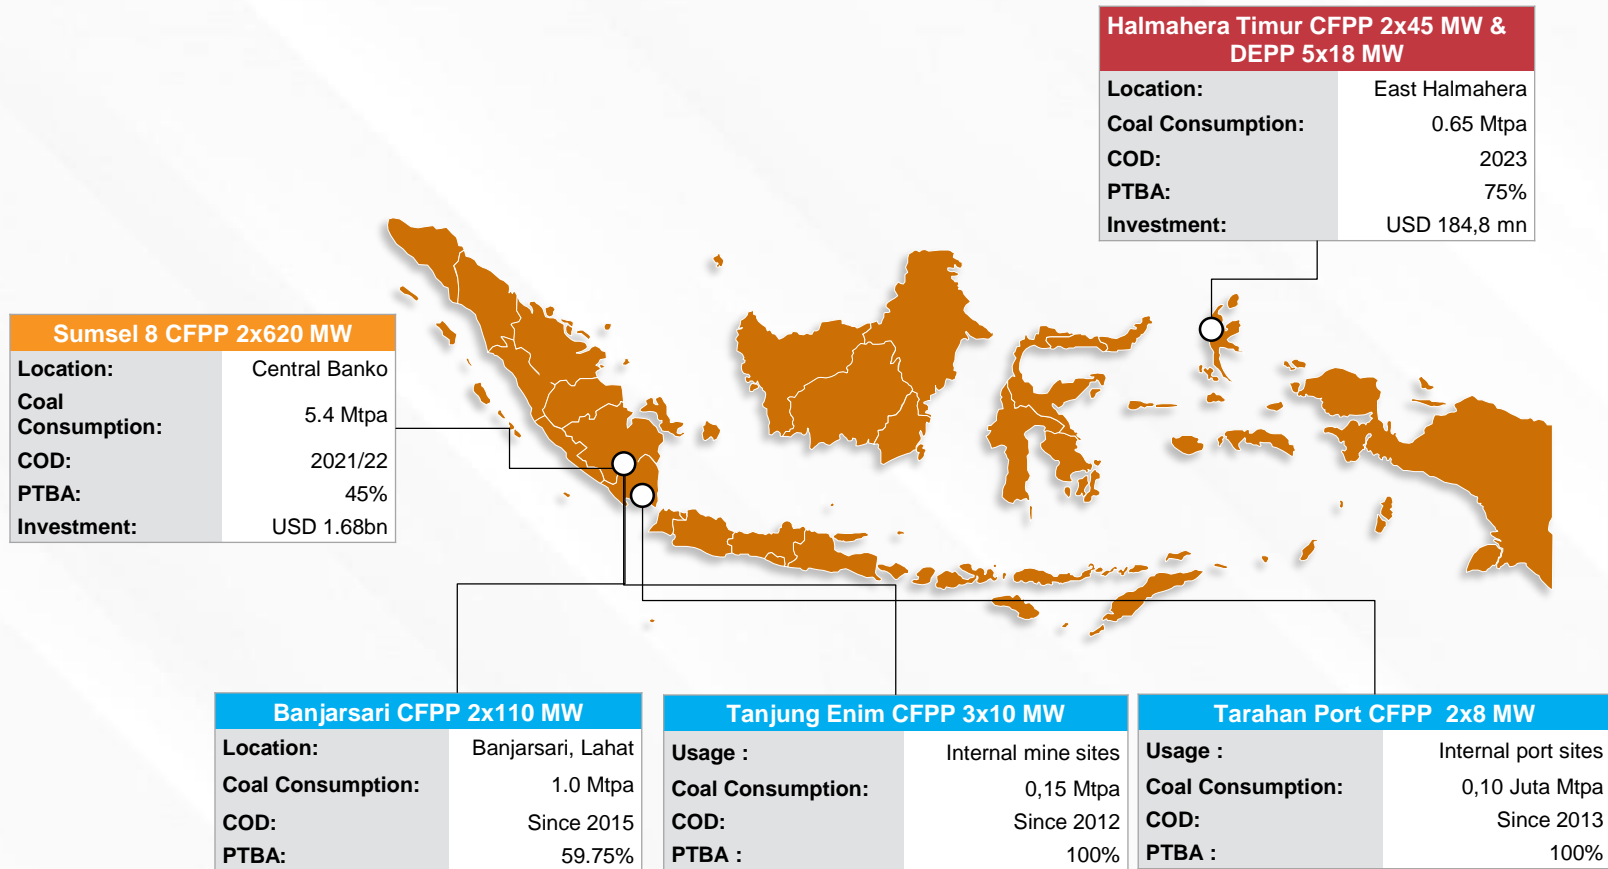 Halmahera Timur CFPP 2x45 MW &
DEPP 5x18 MW
Location: East Halmahera
Coal Consumption: 0.65 Mtpa
COD: 2023
PTBA: 75%
Investment: USD 184,8 mn
Sumsel 8 CFPP 2x620 MW
Location: Central Banko
Coal
Consumption: 5.4 Mtpa
COD: 2021/22
PTBA: 45%
Investment: USD 1.68bn
Banjarsari CFPP 2x110 MW
Location: Banjarsari, Lahat
Coal Consumption: 1.0 Mtpa
COD: Since 2015
PTBA: 59.75%
Tanjung Enim CFPP 3x10 MW
Usage : Internal mine sites
Coal Consumption: 0,15 Mtpa
COD: Since 2012
PTBA : 100%
Tarahan Port CFPP 2x8 MW
Usage : Internal port sites
Coal Consumption: 0,10 Juta Mtpa
COD: Since 2013
PTBA : 100%